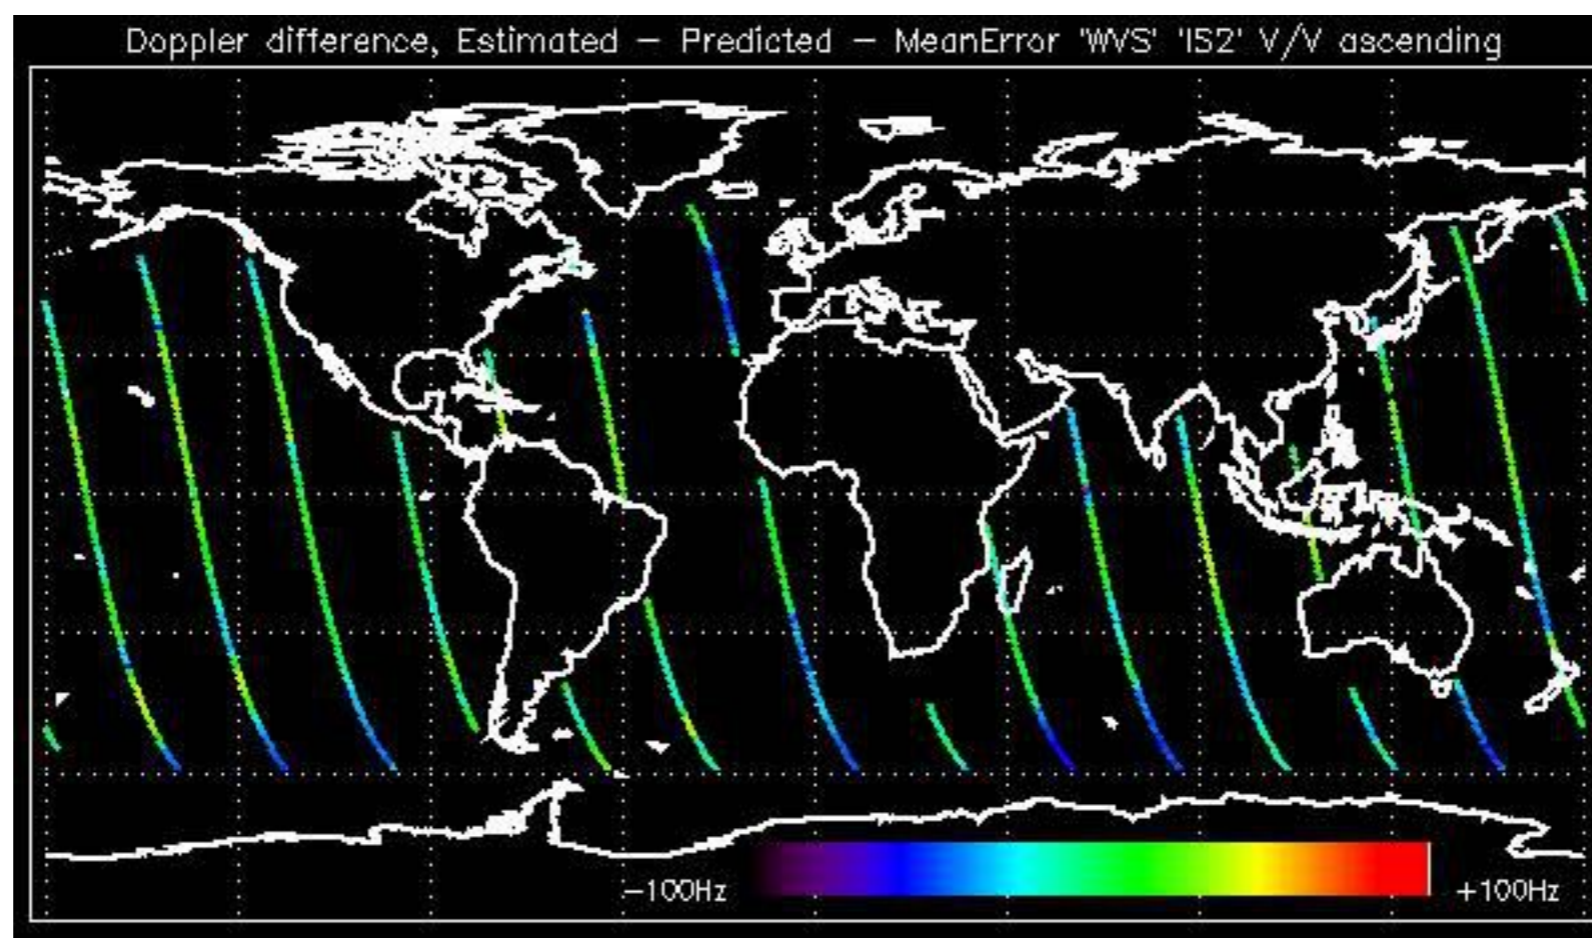 Doppler difference, Estimated – Predicted – MeanError 'WVS' 'IS2' V/V ascending
–100Hz
+100Hz